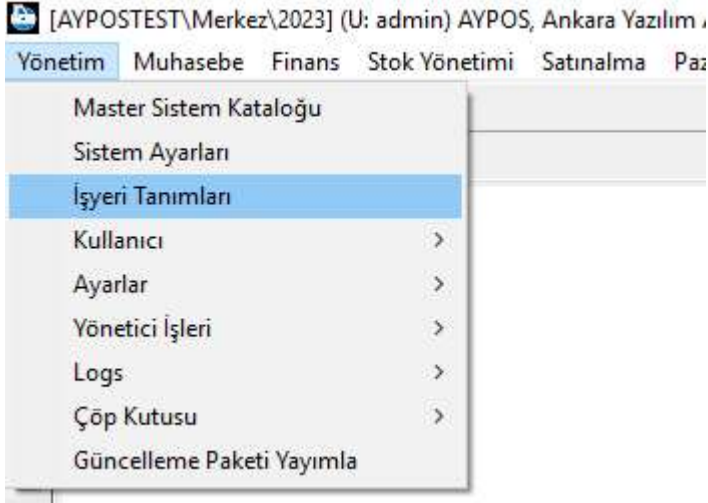 [AYPOSTEST\Merkez\2023] (U: admin) AYPOS, Ankara Yazılım
Yönetim Muhasebe Finans Stok Yönetimi Satınalma Paz
Master Sistem Kataloğu
Sistem Ayarları
İşyeri Tanımları
Kullanıcı
Ayarlar
Yönetici İşleri
Logs
Çöp Kutusu
Güncelleme Paketi Yayımla